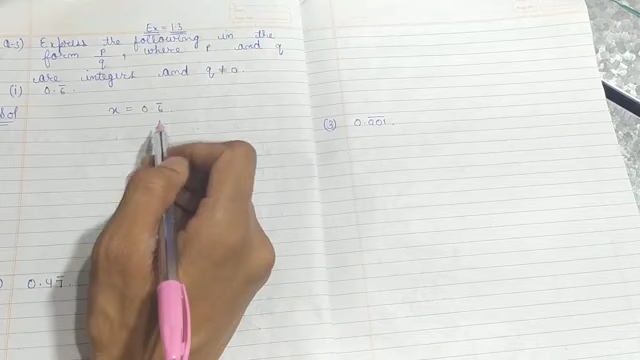 Ex = 1.3
Q-3) Express the following in the
form p/q, where p and q
are integers and q ≠ 0.
(i) 0.6̅
Sol
x = 0.6̅.
(3) 0.0̅0̅1̅.
) 0.47̅.